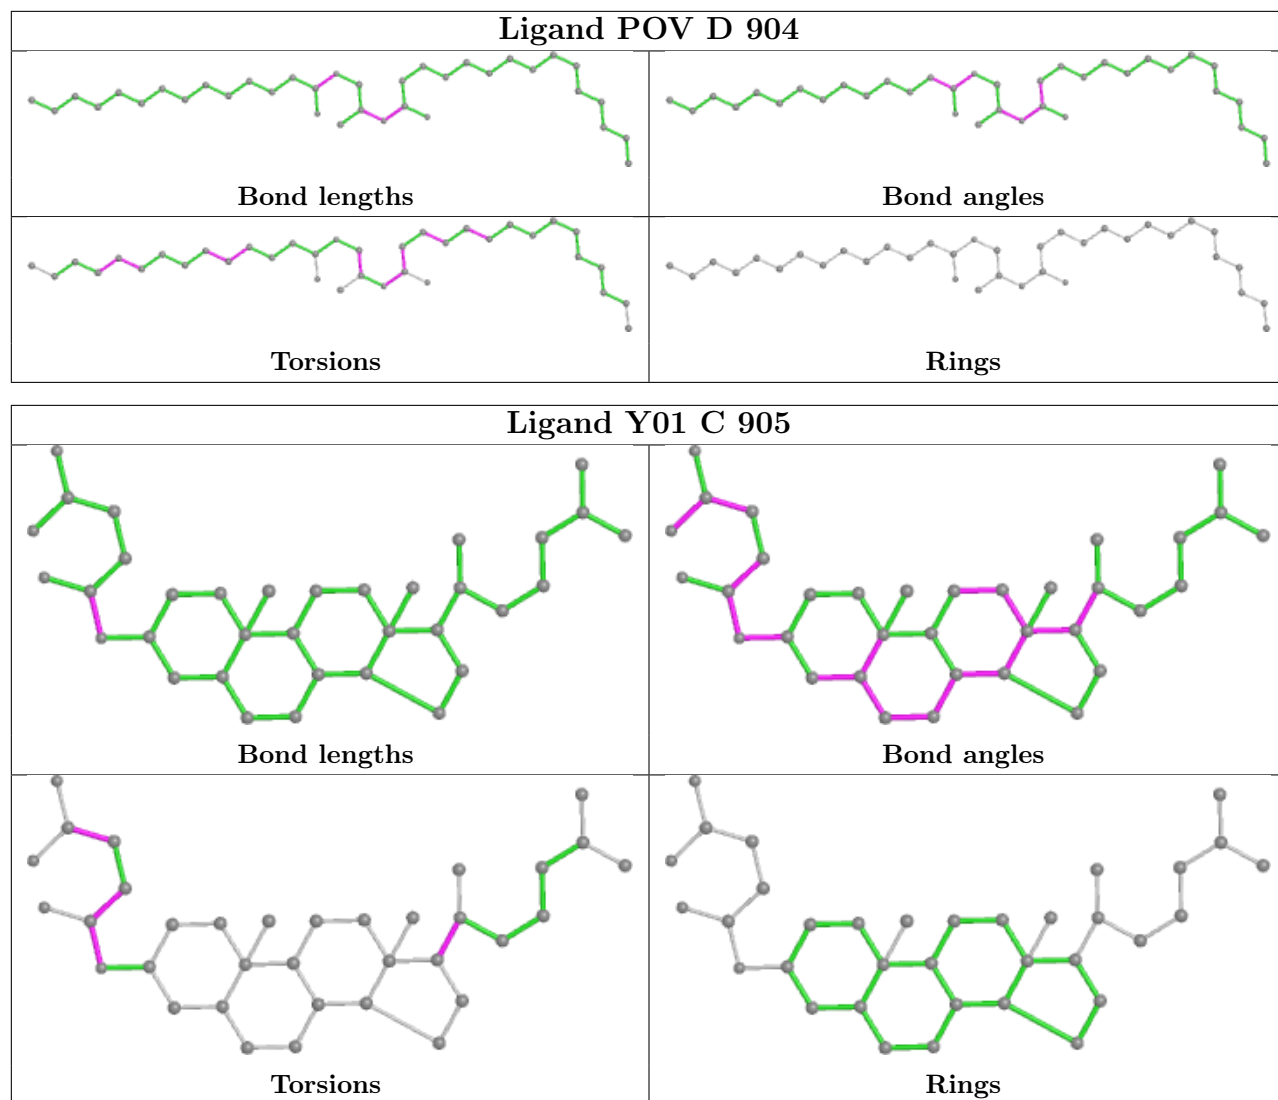 Ligand POV D 904
Bond lengths
Bond angles
Torsions
Rings
Ligand Y01 C 905
Bond lengths
Bond angles
Torsions
Rings